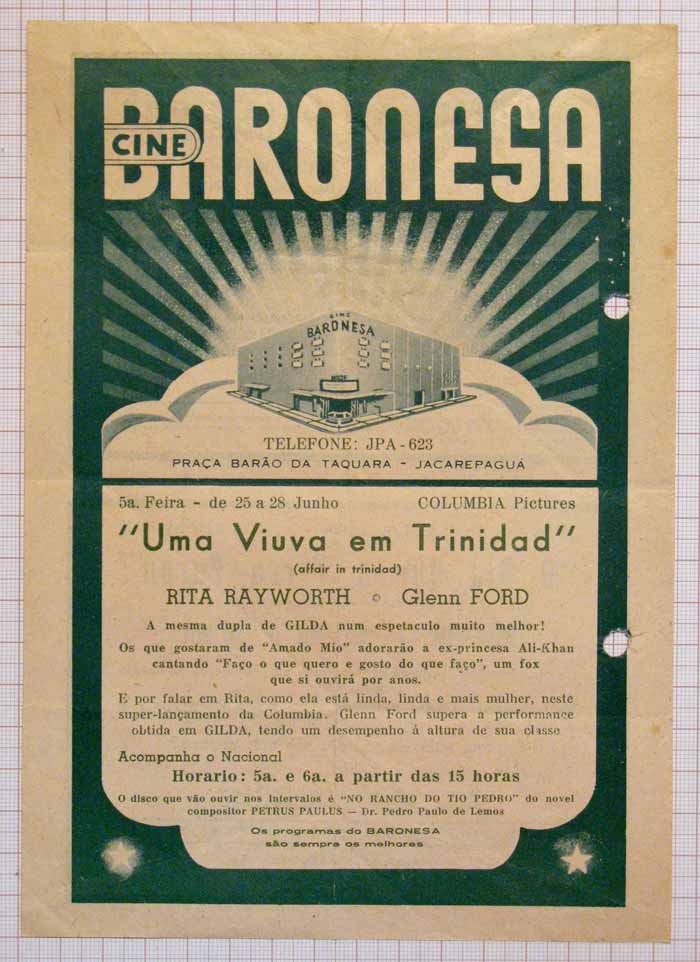 CINE
BARONESA
CINE
BARONESA
TELEFONE: JPA - 623
PRAÇA BARÃO DA TAQUARA - JACAREPAGUÁ
5a. Feira - de 25 a 28 Junho COLUMBIA Pictures
"Uma Viuva em Trinidad"
(affair in trinidad)
RITA RAYWORTH Glenn FORD
A mesma dupla de GILDA num espetaculo muito melhor!
Os que gostaram de "Amado Mio" adorarão a ex-princesa Ali-Khan
cantando "Faço o que quero e gosto do que faço", um fox
que si ouvirá por anos.
E por falar em Rita, como ela está linda, linda e mais mulher, neste
super-lançamento da Columbia. Glenn Ford supera a performance
obtida em GILDA, tendo um desempenho á altura de sua classe
Acompanha o Nacional
Horario: 5a. e 6a. a partir das 15 horas
O disco que vão ouvir nos intervalos é "NO RANCHO DO TIO PEDRO" do novel
compositor PETRUS PAULUS — Dr. Pedro Paulo de Lemos
Os programas do BARONESA
são sempre os melhores